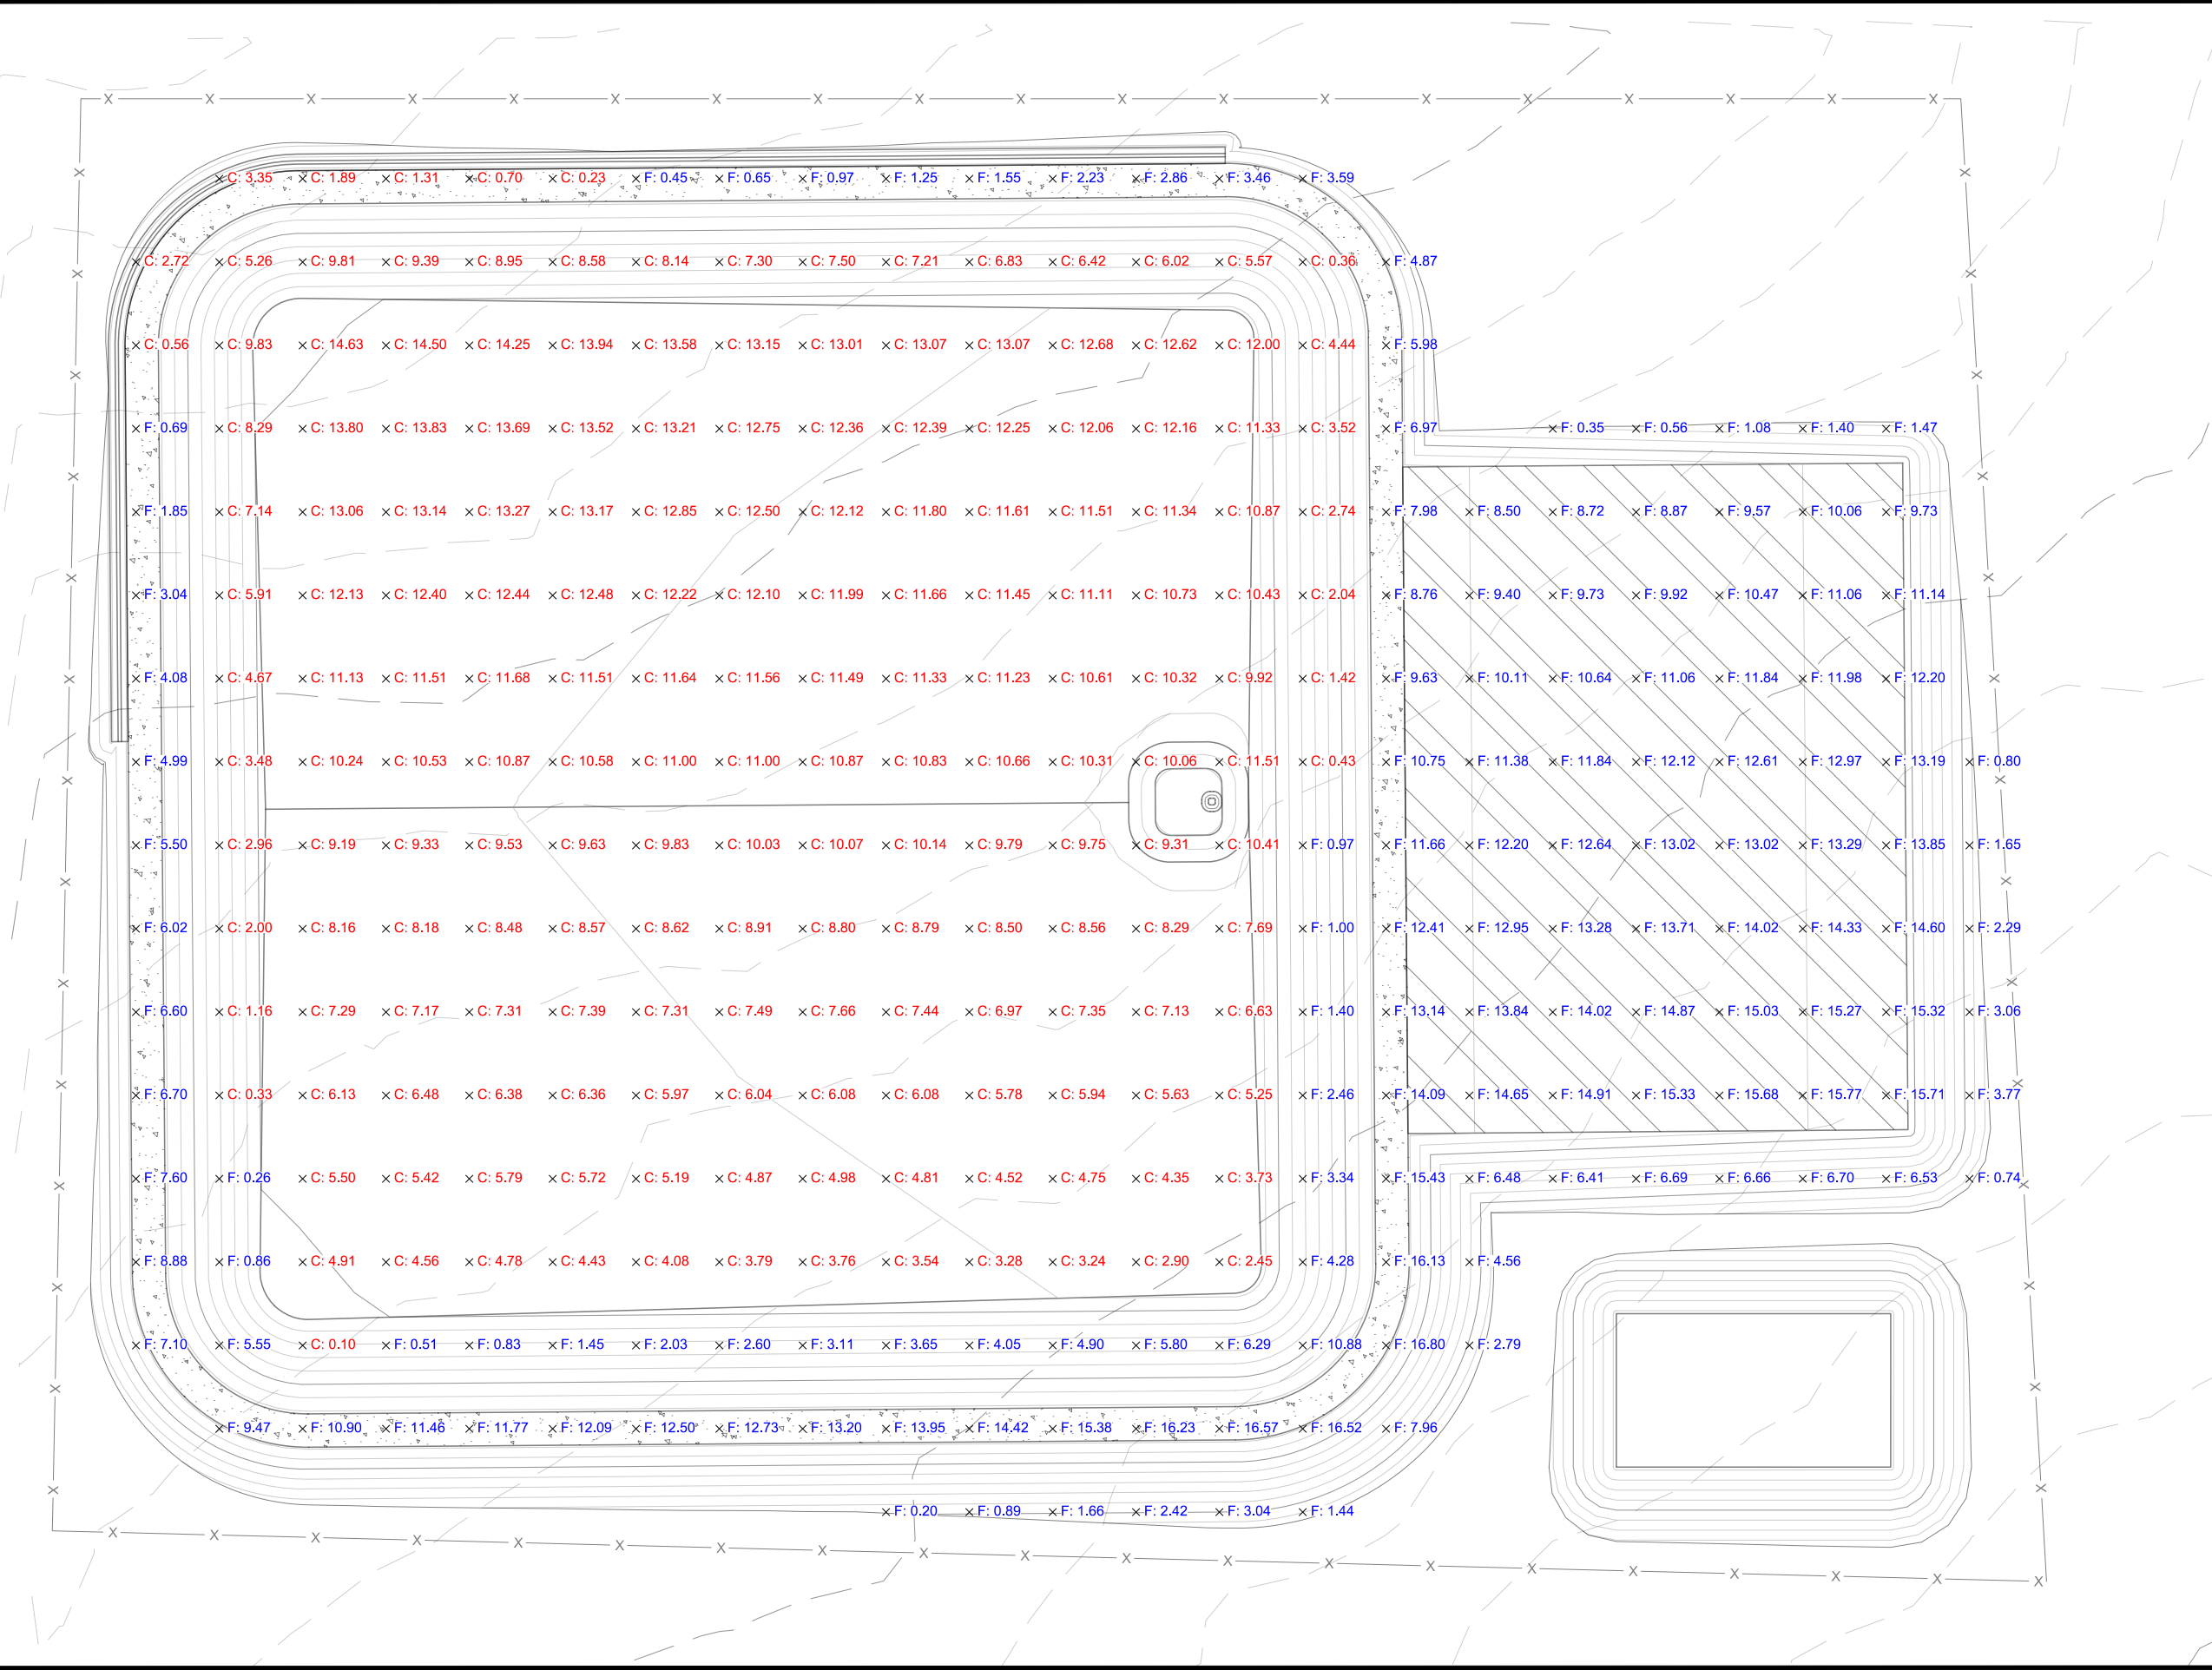 C: 3.35 C: 1.89 C: 1.31 C: 0.70 C: 0.23 F: 0.45 F: 0.65 F: 0.97 F: 1.25 F: 1.55 F: 2.23 F: 2.86 F: 3.46 F: 3.59
C: 2.72 C: 5.26 C: 9.81 C: 9.39 C: 8.95 C: 8.58 C: 8.14 C: 7.30 C: 7.50 C: 7.21 C: 6.83 C: 6.42 C: 6.02 C: 5.57 C: 0.36 F: 4.87
C: 0.56 C: 9.83 C: 14.63 C: 14.50 C: 14.25 C: 13.94 C: 13.58 C: 13.15 C: 13.01 C: 13.07 C: 13.07 C: 12.68 C: 12.62 C: 12.00 C: 4.44 F: 5.98
F: 0.69 C: 8.29 C: 13.80 C: 13.83 C: 13.69 C: 13.52 C: 13.21 C: 12.75 C: 12.36 C: 12.39 C: 12.25 C: 12.06 C: 12.16 C: 11.33 C: 3.52 F: 6.97 F: 0.35 F: 0.56 F: 1.08 F: 1.40 F: 1.47
F: 1.85 C: 7.14 C: 13.06 C: 13.14 C: 13.27 C: 13.17 C: 12.85 C: 12.50 C: 12.12 C: 11.80 C: 11.61 C: 11.51 C: 11.34 C: 10.87 C: 2.74 F: 7.98 F: 8.50 F: 8.72 F: 8.87 F: 9.57 F: 10.06 F: 9.73
F: 3.04 C: 5.91 C: 12.13 C: 12.40 C: 12.44 C: 12.48 C: 12.22 C: 12.10 C: 11.99 C: 11.66 C: 11.45 C: 11.11 C: 10.73 C: 10.43 C: 2.04 F: 8.76 F: 9.40 F: 9.73 F: 9.92 F: 10.47 F: 11.06 F: 11.14
F: 4.08 C: 4.67 C: 11.13 C: 11.51 C: 11.68 C: 11.51 C: 11.64 C: 11.56 C: 11.49 C: 11.33 C: 11.23 C: 10.61 C: 10.32 C: 9.92 C: 1.42 F: 9.63 F: 10.11 F: 10.64 F: 11.06 F: 11.84 F: 11.98 F: 12.20
F: 4.99 C: 3.48 C: 10.24 C: 10.53 C: 10.87 C: 10.58 C: 11.00 C: 11.00 C: 10.87 C: 10.83 C: 10.66 C: 10.31 C: 10.06 C: 11.51 C: 0.43 F: 10.75 F: 11.38 F: 11.84 F: 12.12 F: 12.61 F: 12.97 F: 13.19 F: 0.80
F: 5.50 C: 2.96 C: 9.19 C: 9.33 C: 9.53 C: 9.63 C: 9.83 C: 10.03 C: 10.07 C: 10.14 C: 9.79 C: 9.75 C: 9.31 C: 10.41 F: 0.97 F: 11.66 F: 12.20 F: 12.64 F: 13.02 F: 13.02 F: 13.29 F: 13.85 F: 1.65
F: 6.02 C: 2.00 C: 8.16 C: 8.18 C: 8.48 C: 8.57 C: 8.62 C: 8.91 C: 8.80 C: 8.79 C: 8.50 C: 8.56 C: 8.29 C: 7.69 F: 1.00 F: 12.41 F: 12.95 F: 13.28 F: 13.71 F: 14.02 F: 14.33 F: 14.60 F: 2.29
F: 6.60 C: 1.16 C: 7.29 C: 7.17 C: 7.31 C: 7.39 C: 7.31 C: 7.49 C: 7.66 C: 7.44 C: 6.97 C: 7.35 C: 7.13 C: 6.63 F: 1.40 F: 13.14 F: 13.84 F: 14.02 F: 14.87 F: 15.03 F: 15.27 F: 15.32 F: 3.06
F: 6.70 C: 0.33 C: 6.13 C: 6.48 C: 6.38 C: 6.36 C: 5.97 C: 6.04 C: 6.08 C: 6.08 C: 5.78 C: 5.94 C: 5.63 C: 5.25 F: 2.46 F: 14.09 F: 14.65 F: 14.91 F: 15.33 F: 15.68 F: 15.77 F: 15.71 F: 3.77
F: 7.60 F: 0.26 C: 5.50 C: 5.42 C: 5.79 C: 5.72 C: 5.19 C: 4.87 C: 4.98 C: 4.81 C: 4.52 C: 4.75 C: 4.35 C: 3.73 F: 3.34 F: 15.43 F: 6.48 F: 6.41 F: 6.69 F: 6.66 F: 6.70 F: 6.53 F: 0.74
F: 8.88 F: 0.86 C: 4.91 C: 4.56 C: 4.78 C: 4.43 C: 4.08 C: 3.79 C: 3.76 C: 3.54 C: 3.28 C: 3.24 C: 2.90 C: 2.45 F: 4.28 F: 16.13 F: 4.56
F: 7.10 F: 5.55 C: 0.10 F: 0.51 F: 0.83 F: 1.45 F: 2.03 F: 2.60 F: 3.11 F: 3.65 F: 4.05 F: 4.90 F: 5.80 F: 6.29 F: 10.88 F: 16.80 F: 2.79
F: 9.47 F: 10.90 F: 11.46 F: 11.77 F: 12.09 F: 12.50 F: 12.73 F: 13.20 F: 13.95 F: 14.42 F: 15.38 F: 16.23 F: 16.57 F: 16.52 F: 7.96
F: 0.20 F: 0.89 F: 1.66 F: 2.42 F: 3.04 F: 1.44